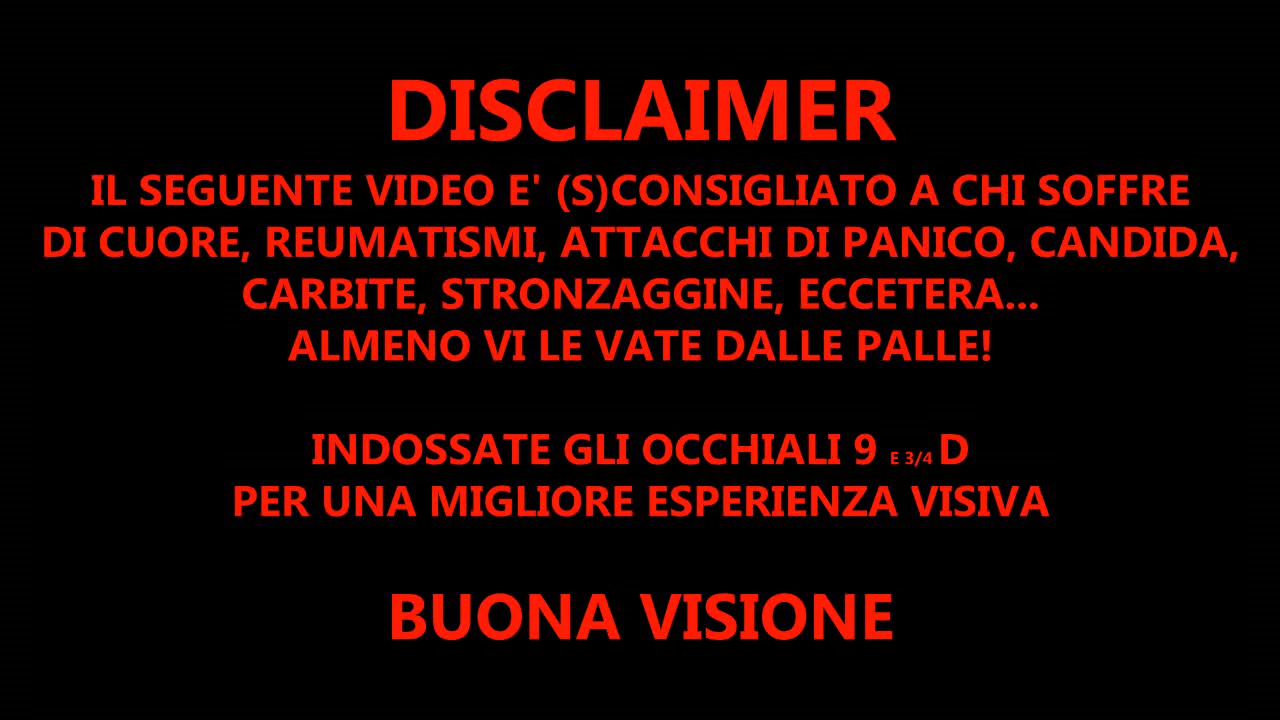 DISCLAIMER
IL SEGUENTE VIDEO E' (S)CONSIGLIATO A CHI SOFFRE
DI CUORE, REUMATISMI, ATTACCHI DI PANICO, CANDIDA,
CARBITE, STRONZAGGINE, ECCETERA...
ALMENO VI LE VATE DALLE PALLE!
INDOSSATE GLI OCCHIALI 9 E 3/4 D
PER UNA MIGLIORE ESPERIENZA VISIVA
BUONA VISIONE